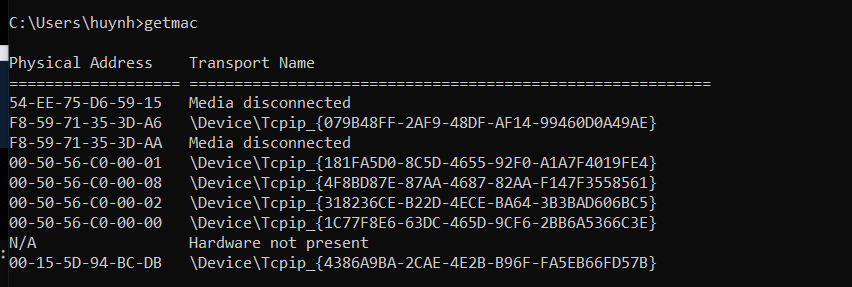 C:\Users\huynh>getmac
Physical Address    Transport Name
=================== ==========================================================
54-EE-75-D6-59-15   Media disconnected
F8-59-71-35-3D-A6   \Device\Tcpip_{079B48FF-2AF9-48DF-AF14-99460D0A49AE}
F8-59-71-35-3D-AA   Media disconnected
00-50-56-C0-00-01   \Device\Tcpip_{181FA5D0-8C5D-4655-92F0-A1A7F4019FE4}
00-50-56-C0-00-08   \Device\Tcpip_{4F8BD87E-87AA-4687-82AA-F147F3558561}
00-50-56-C0-00-02   \Device\Tcpip_{318236CE-B22D-4ECE-BA64-3B3BAD606BC5}
00-50-56-C0-00-00   \Device\Tcpip_{1C77F8E6-63DC-465D-9CF6-2BB6A5366C3E}
N/A                 Hardware not present
00-15-5D-94-BC-DB   \Device\Tcpip_{4386A9BA-2CAE-4E2B-B96F-FA5EB66FD57B}